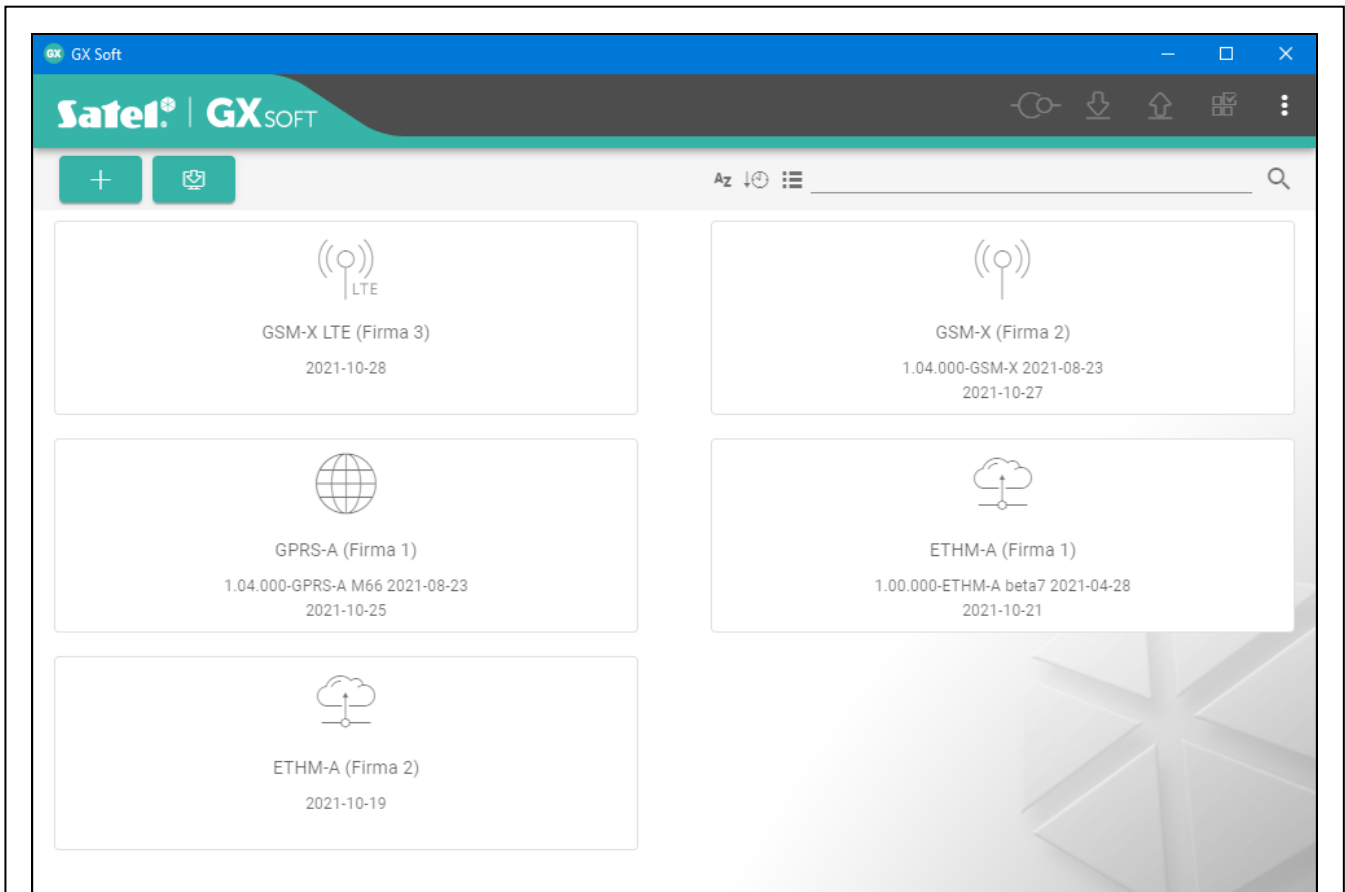 GX GX Soft
Satel® | GX SOFT
AZ
LTE
GSM-X LTE (Firma 3)
2021-10-28
GSM-X (Firma 2)
1.04.000-GSM-X 2021-08-23
2021-10-27
GPRS-A (Firma 1)
1.04.000-GPRS-A M66 2021-08-23
2021-10-25
ETHM-A (Firma 1)
1.00.000-ETHM-A beta7 2021-04-28
2021-10-21
ETHM-A (Firma 2)
2021-10-19